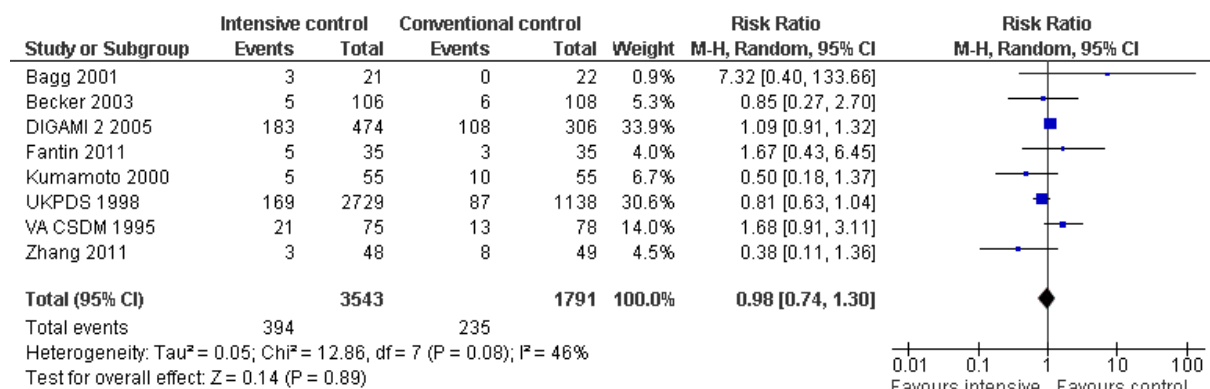 Intensive control Conventional control Risk Ratio Risk Ratio
Study or Subgroup Events Total Events Total Weight M-H, Random, 95% CI M-H, Random, 95% CI
Bagg 2001 3 21 0 22 0.9% 7.32 [0.40, 133.66]
Becker 2003 5 106 6 108 5.3% 0.85 [0.27, 2.70]
DIGAMI 2 2005 183 474 108 306 33.9% 1.09 [0.91, 1.32]
Fantin 2011 5 35 3 35 4.0% 1.67 [0.43, 6.45]
Kumamoto 2000 5 55 10 55 6.7% 0.50 [0.18, 1.37]
UKPDS 1998 169 2729 87 1138 30.6% 0.81 [0.63, 1.04]
VA CSDM 1995 21 75 13 78 14.0% 1.68 [0.91, 3.11]
Zhang 2011 3 48 8 49 4.5% 0.38 [0.11, 1.36]
Total (95% CI) 3543 1791 100.0% 0.98 [0.74, 1.30]
Total events 394 235
Heterogeneity: Tau² = 0.05; Chi² = 12.86, df = 7 (P = 0.08); I² = 46%
Test for overall effect: Z = 0.14 (P = 0.89)
0.01 0.1 1 10 100
Favours intensive Favours control